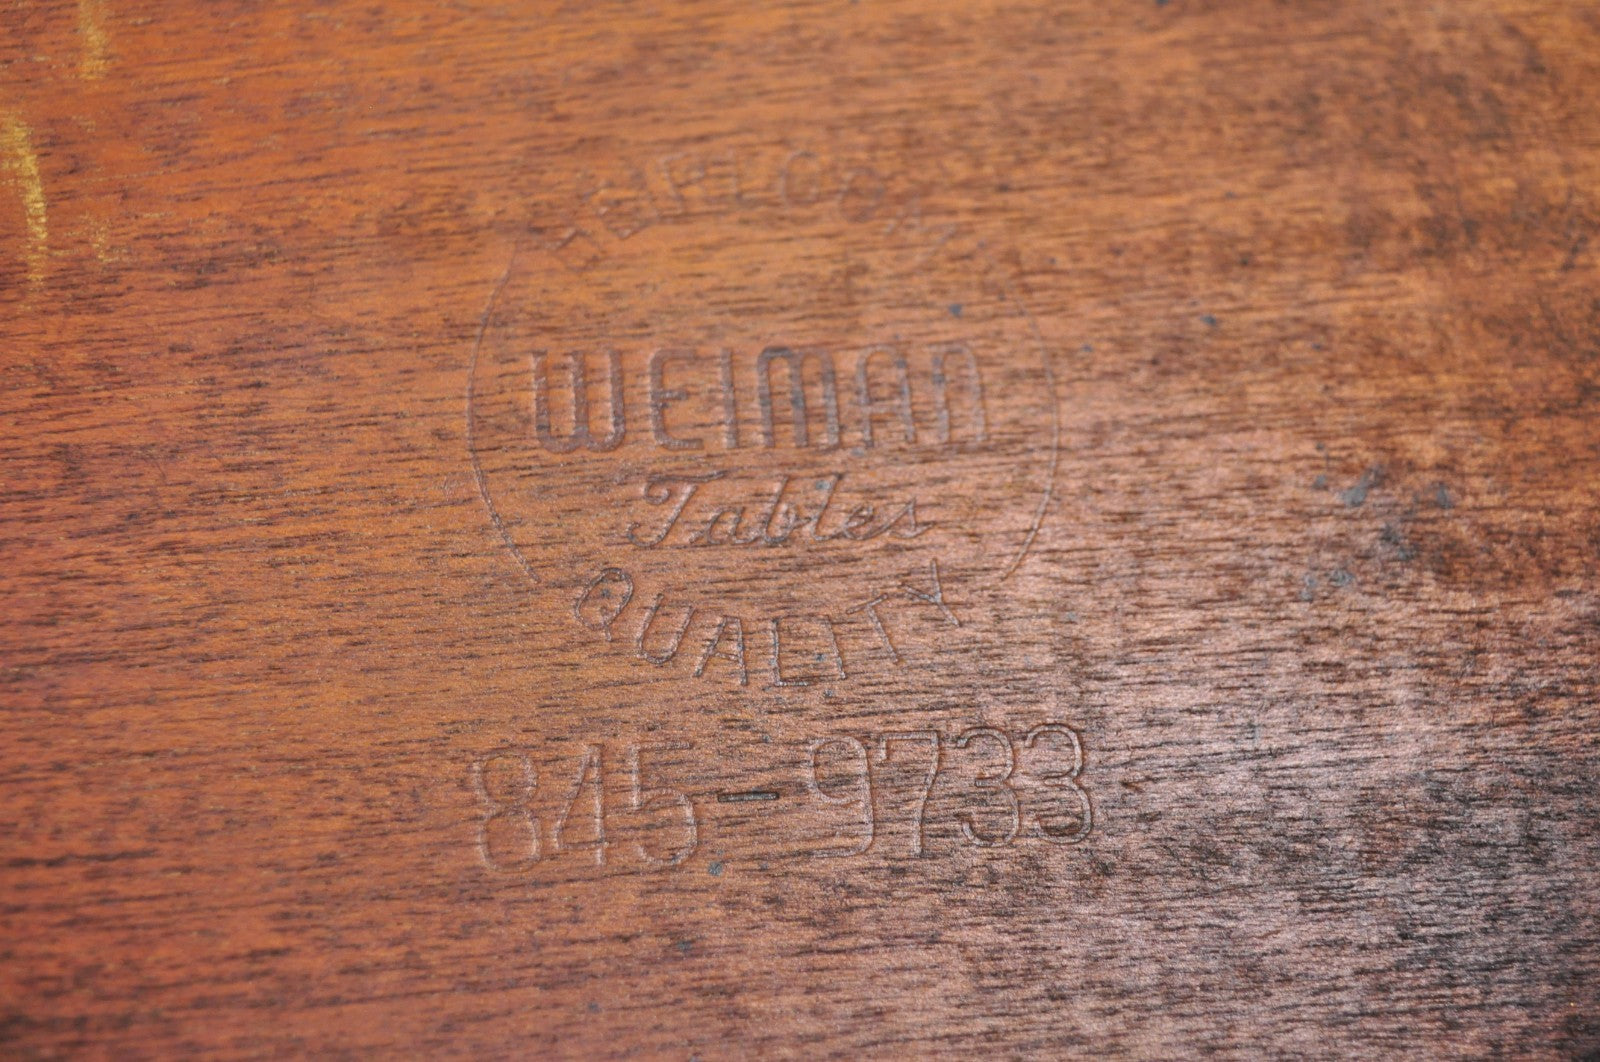 HEIRLOOM
WEIMAN
Tables
QUALITY
845-9733